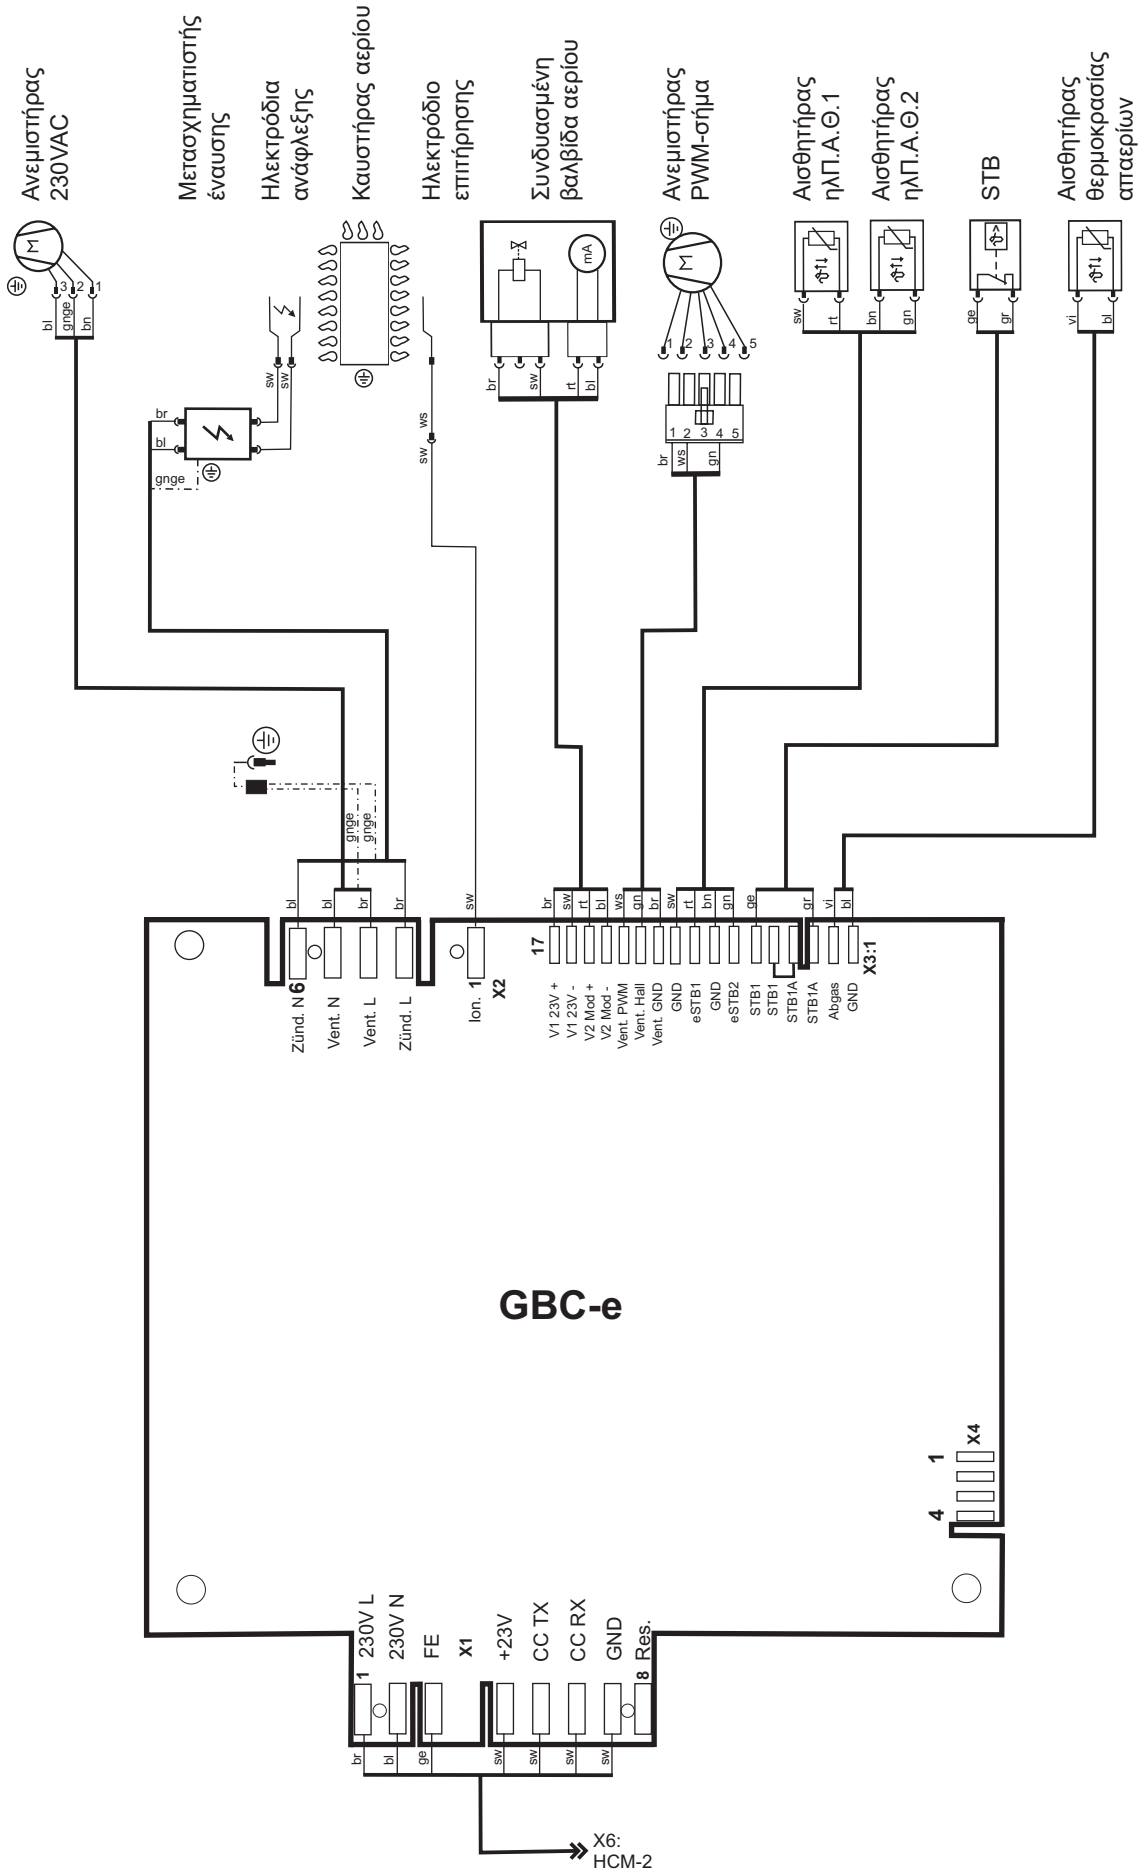 Ανεμιστήρας
230VAC
Μετασχηματιστής
έναυσης
Ηλεκτρόδια
ανάφλεξης
Καυστήρας αερίου
Ηλεκτρόδιο
επιτήρησης
Συνδυασμένη
βαλβίδα αερίου
Ανεμιστήρας
PWM-σήμα
Αισθητήρας
ηλΠ.Α.Θ.1
Αισθητήρας
ηλΠ.Α.Θ.2
STB
Αισθητήρας
θερμοκρασίας
απαερίων
M
3
2
1
bl
gnge
bn
br
bl
gnge
sw
sw
ws
sw
mA
br
sw
rt
bl
M
1
2
3
4
5
1
2
3
4
5
br
ws
gn
sw
rt
bn
gn
ge
gr
vi
bl
gnge
gnge
bl
bl
br
br
sw
br
sw
rt
bl
ws
gn
br
sw
rt
bn
gn
ge
gr
vi
bl
Zünd. N 6
Vent. N
Vent. L
Zünd. L
Ion. 1
X2
17
V1 23V +
V1 23V -
V2 Mod +
V2 Mod -
Vent. PWM
Vent. Hall
Vent. GND
GND
eSTB1
GND
eSTB2
STB1
STB1
STB1A
STB1A
Abgas
GND
X3:1
GBC-e
1
4
X4
1 230V L
230V N
FE
X1
+23V
CC TX
CC RX
GND
8 Res.
br
bl
ge
sw
sw
sw
sw
X6:
HCM-2